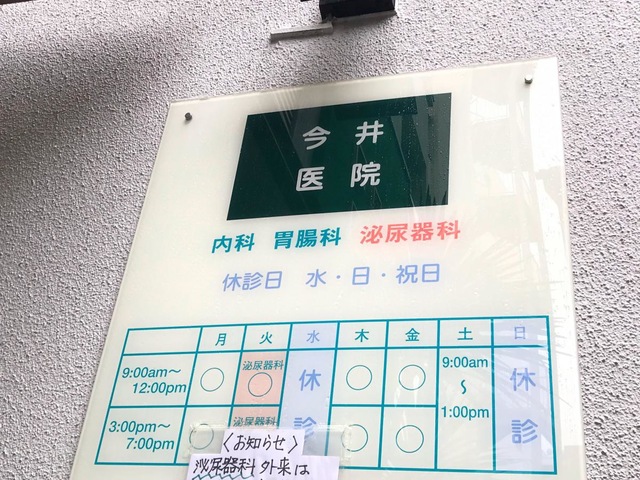 今井
医院
内科 胃腸科 泌尿器科
休診日 水・日・祝日
月 火 水 木 金 土 日
9:00am〜
12:00pm
泌尿器科
○ ○ ○ ○
休診
9:00am
〜
1:00pm
休診
3:00pm〜
7:00pm
泌尿器科
○ ○ ○
〈お知らせ〉
泌尿器科外来は